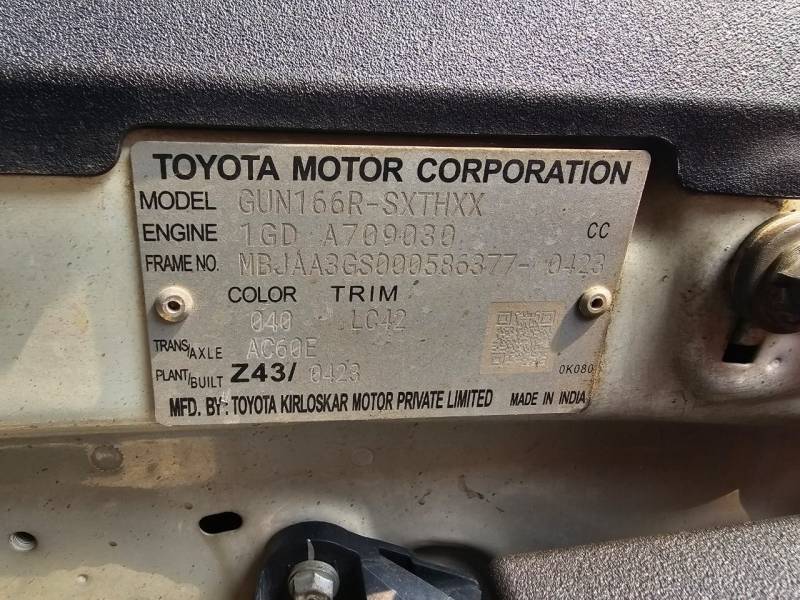 TOYOTA MOTOR CORPORATION
MODEL GUN166R-SXTHXX
ENGINE 1GD A709030 CC
FRAME NO. MBJAA3GS000586377- 0423
COLOR TRIM
040 LC42
TRANS/AXLE AC60E
PLANT/BUILT Z43/ 0423 0K080
MFD. BY: TOYOTA KIRLOSKAR MOTOR PRIVATE LIMITED MADE IN INDIA